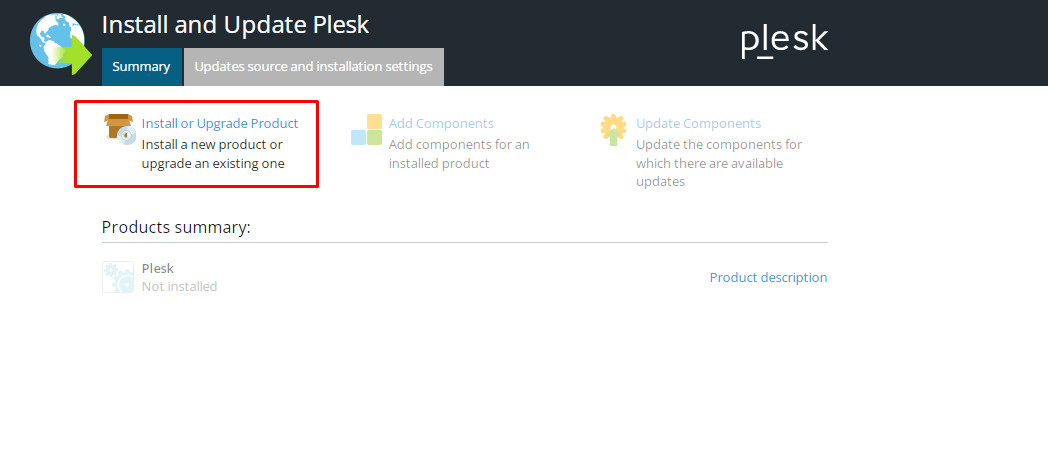 Install and Update Plesk
plesk
Summary
Updates source and installation settings
Install or Upgrade Product
Install a new product or
upgrade an existing one
Add Components
Add components for an
installed product
Update Components
Update the components for
which there are available
updates
Products summary:
Plesk
Not installed
Product description